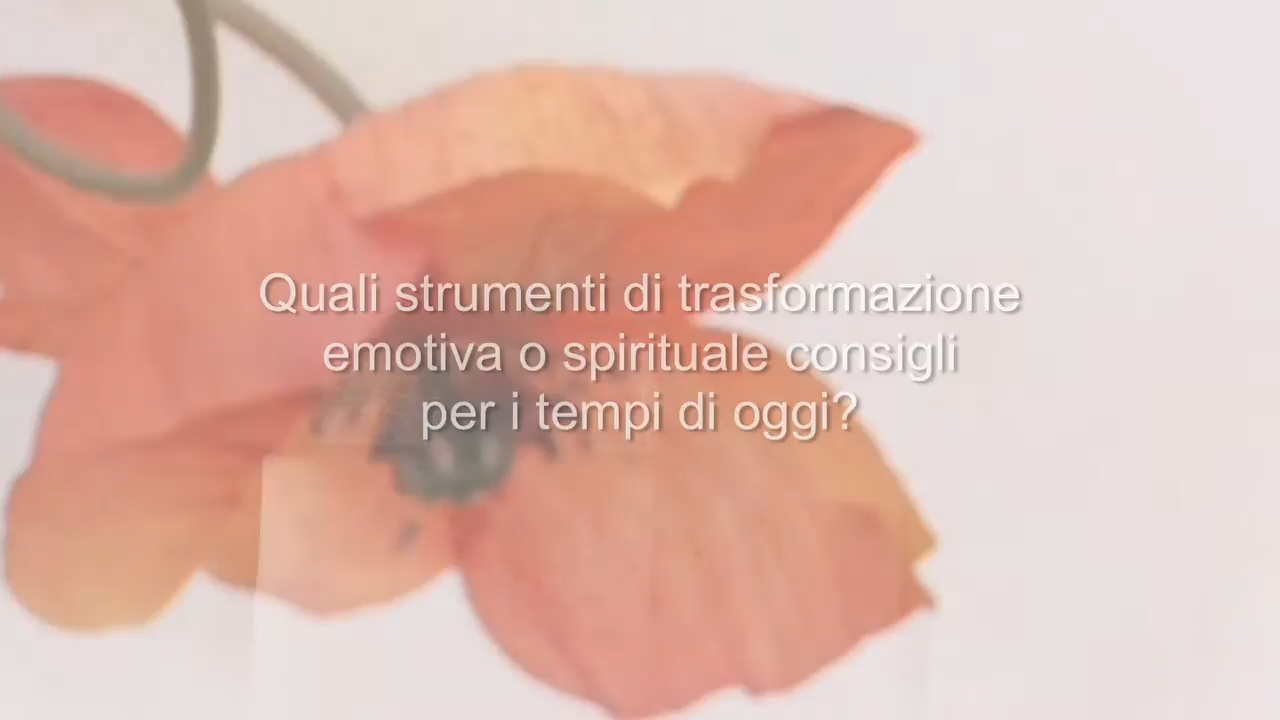 Quali strumenti di trasformazione
emotiva o spirituale consigli
per i tempi di oggi?